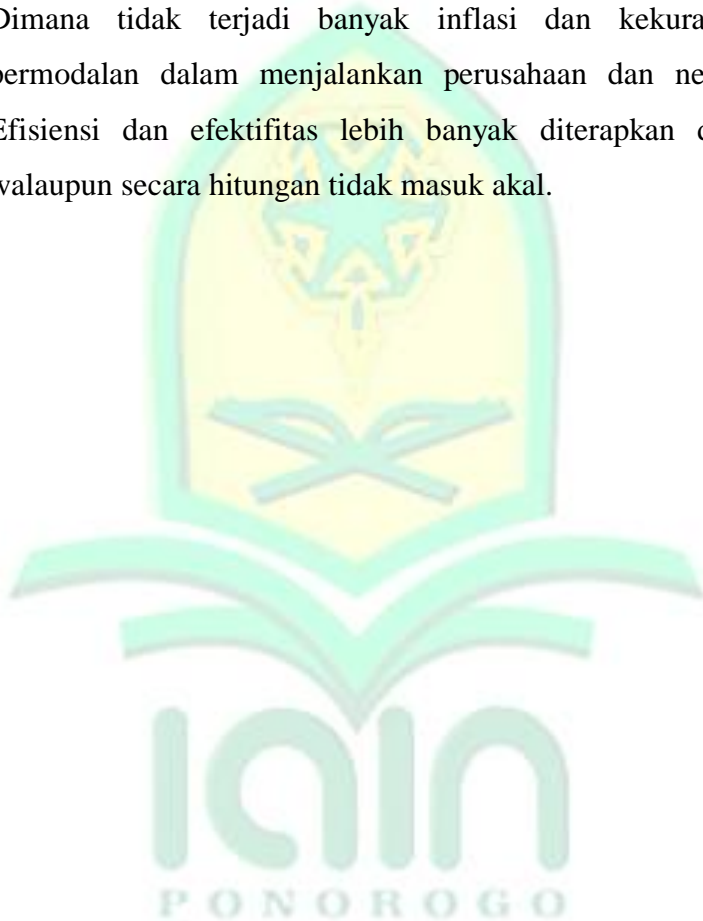 Dimana tidak terjadi banyak inflasi dan kekura
permodalan dalam menjalankan perusahaan dan ne
Efisiensi dan efektifitas lebih banyak diterapkan d
walaupun secara hitungan tidak masuk akal.
iain
PONOROGO